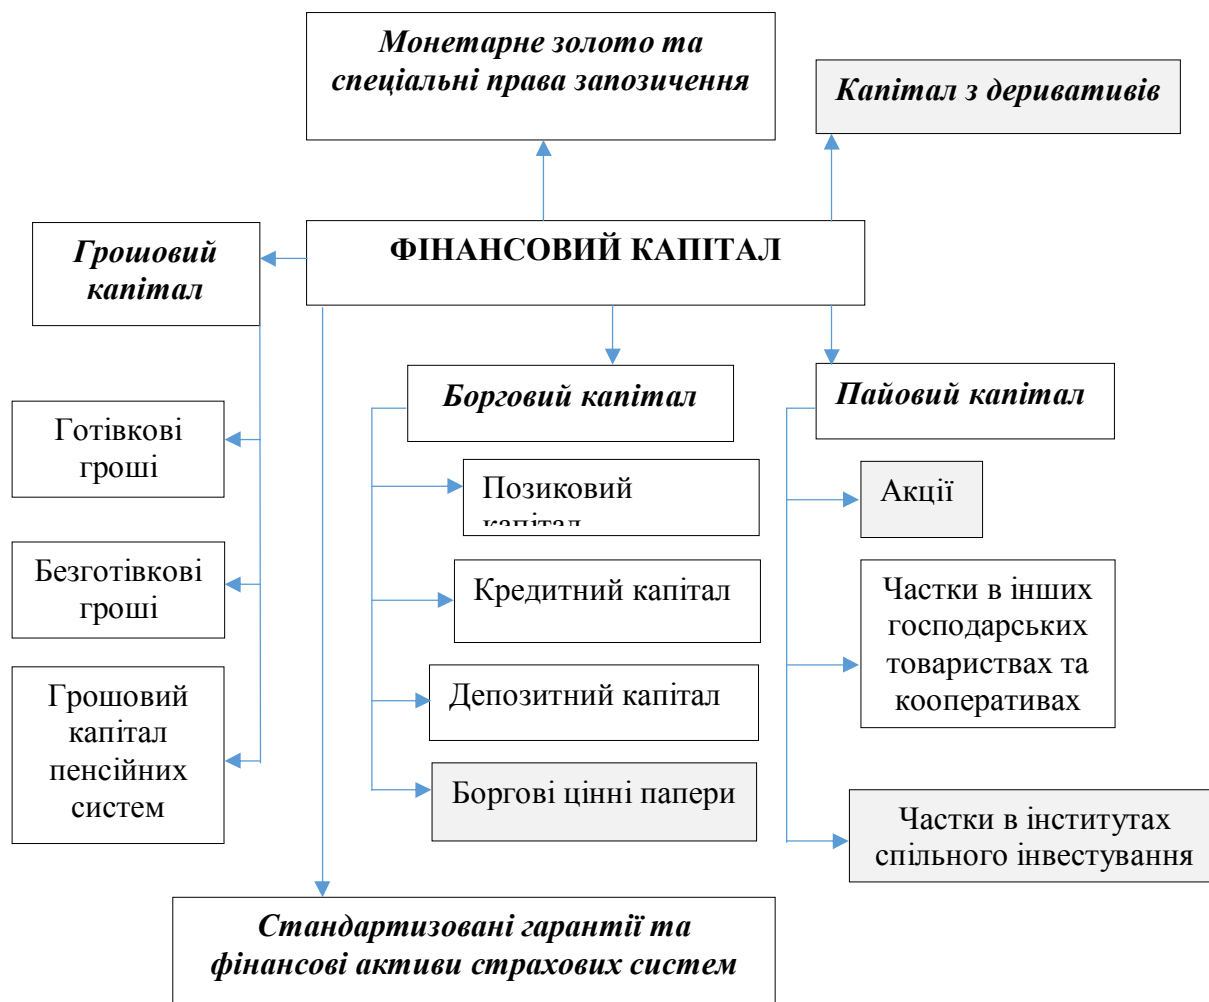 Монетарне золото та
спеціальні права запозичення
Капітал з деривативів
Грошовий
капітал
ФІНАНСОВИЙ КАПІТАЛ
Борговий капітал
Пайовий капітал
Готівкові
гроші
Безготівкові
гроші
Грошовий
капітал
пенсійних
систем
Позиковий
капітал
Кредитний капітал
Депозитний капітал
Боргові цінні папери
Акції
Частки в інших
господарських
товариствах та
кооперативах
Частки в інститутах
спільного інвестування
Стандартизовані гарантії та
фінансові активи страхових систем